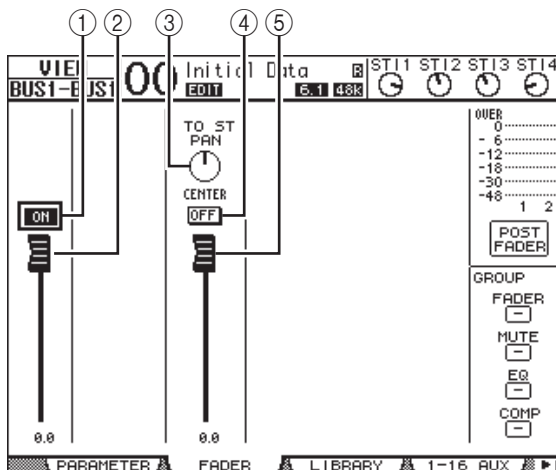 ① ② ③ ④ ⑤
VIEW
BUS1-BUS1
00
Initial Data
R
EDIT
6.1 48K
STI1 STI2 STI3 STI4
TO ST
PAN
CENTER
ON
OFF
0.0
0.0
OVER
0
- 6
-12
-18
-30
-48
1 2
POST
FADER
GROUP
FADER
MUTE
EQ
COMP
PARAMETER
FADER
LIBRARY
1-16 AUX